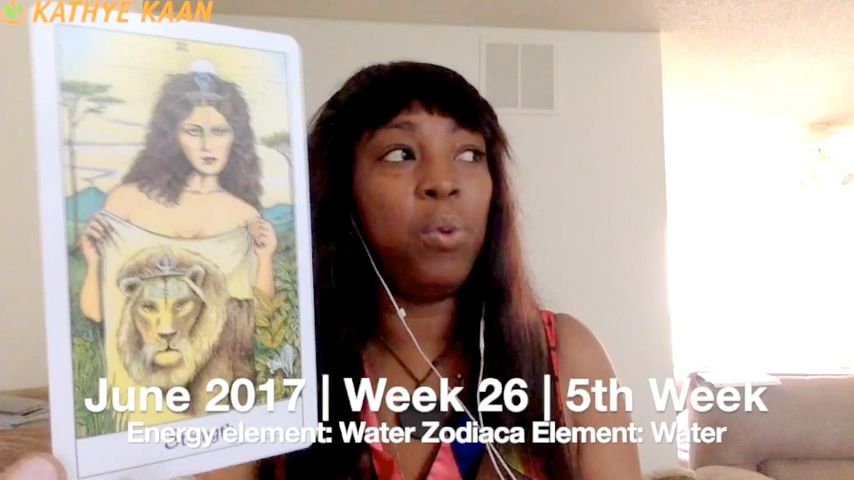 KATHYE KAAN
June 2017 | Week 26 | 5th Week
Energy element: Water Zodiaca Element: Water